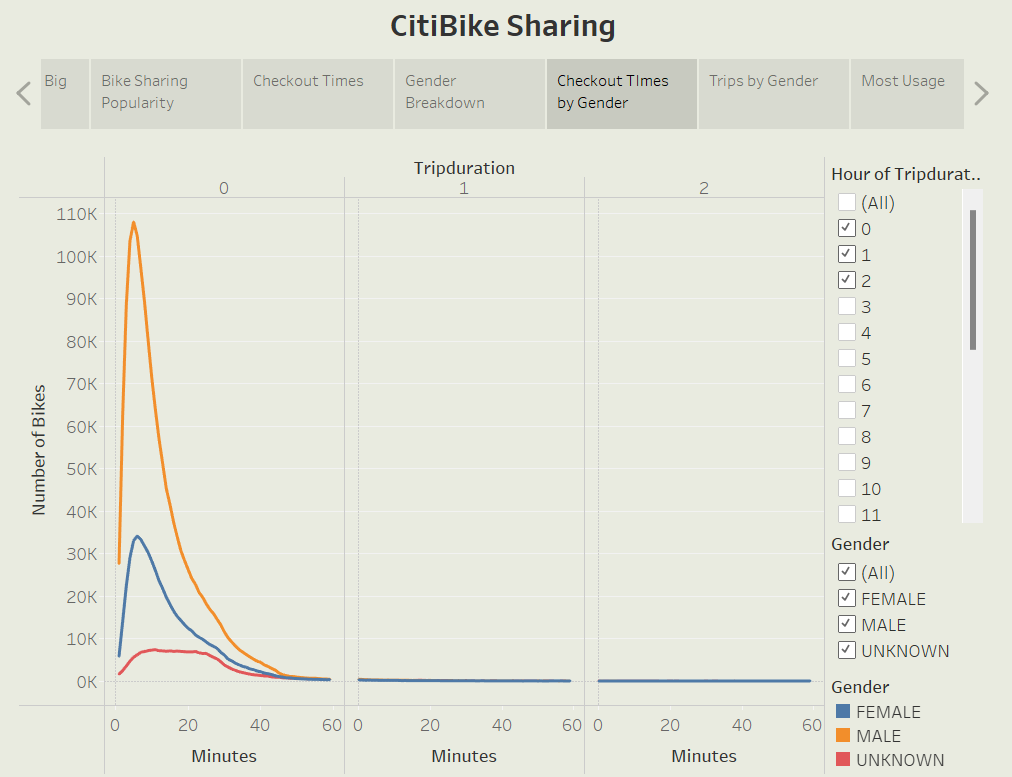 CitiBike Sharing
Big
Bike Sharing
Popularity
Checkout Times
Gender
Breakdown
Checkout TImes
by Gender
Trips by Gender
Most Usage
Tripduration
0
1
2
Number of Bikes
110K
100K
90K
80K
70K
60K
50K
40K
30K
20K
10K
0K
0 20 40 60
0 20 40 60
0 20 40 60
Minutes
Minutes
Minutes
Hour of Tripdurat..
(All)
0
1
2
3
4
5
6
7
8
9
10
11
Gender
(All)
FEMALE
MALE
UNKNOWN
Gender
FEMALE
MALE
UNKNOWN